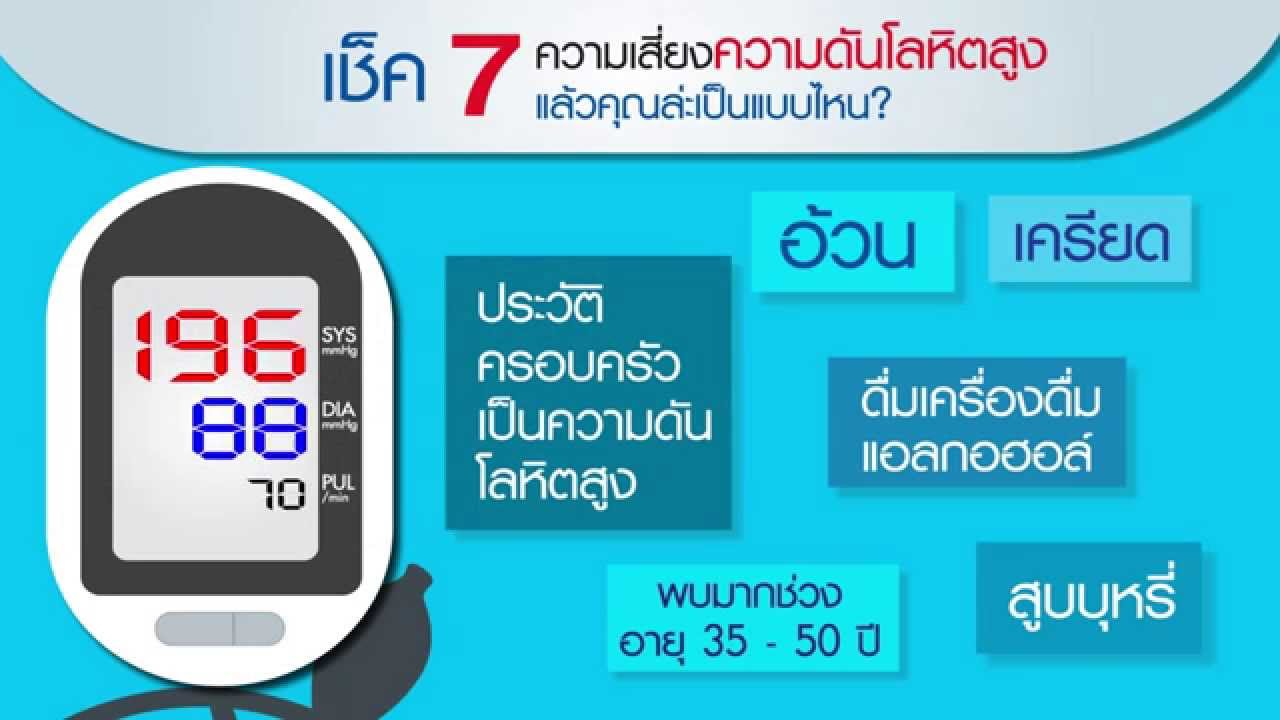 เช็ค 7 ความเสี่ยงความดันโลหิตสูง
แล้วคุณล่ะเป็นแบบไหน?
196 SYS
mmHg
88 DIA
mmHg
70 PUL
/min
ประวัติ
ครอบครัว
เป็นความดัน
โลหิตสูง
อ้วน
เครียด
ดื่มเครื่องดื่ม
แอลกอฮอล์
พบมากช่วง
อายุ 35 - 50 ปี
สูบบุหรี่